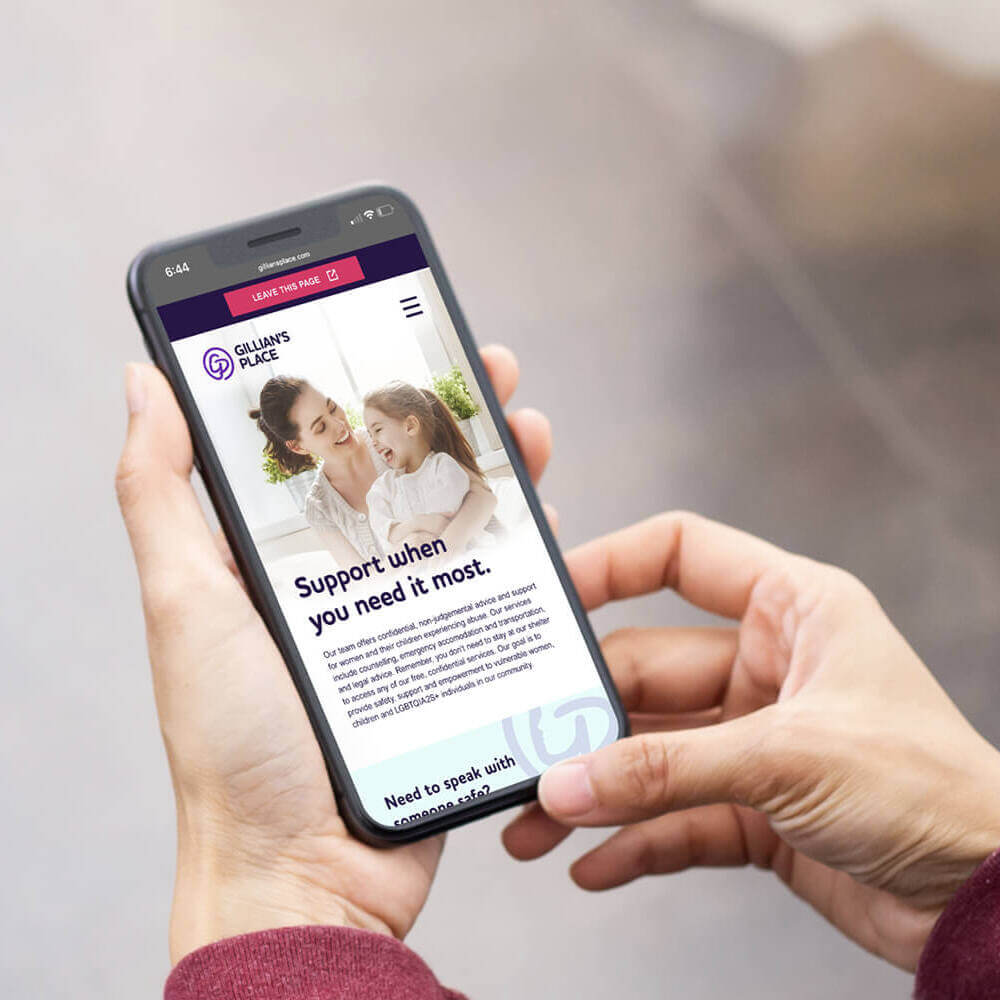 6:44
gilliansplace.com
LEAVE THIS PAGE
GILLIAN'S
PLACE
Support when
you need it most.
Our team offers confidential, non-judgemental advice and support
for women and their children experiencing abuse. Our services
include counselling, emergency accomodation and transportation,
and legal advice. Remember, you don't need to stay at our shelter
to access any of our free, confidential services. Our goal is to
provide safety, support and empowerment to vulnerable women,
children and LGBTQIA2S+ individuals in our community.
Need to speak with
someone safe?